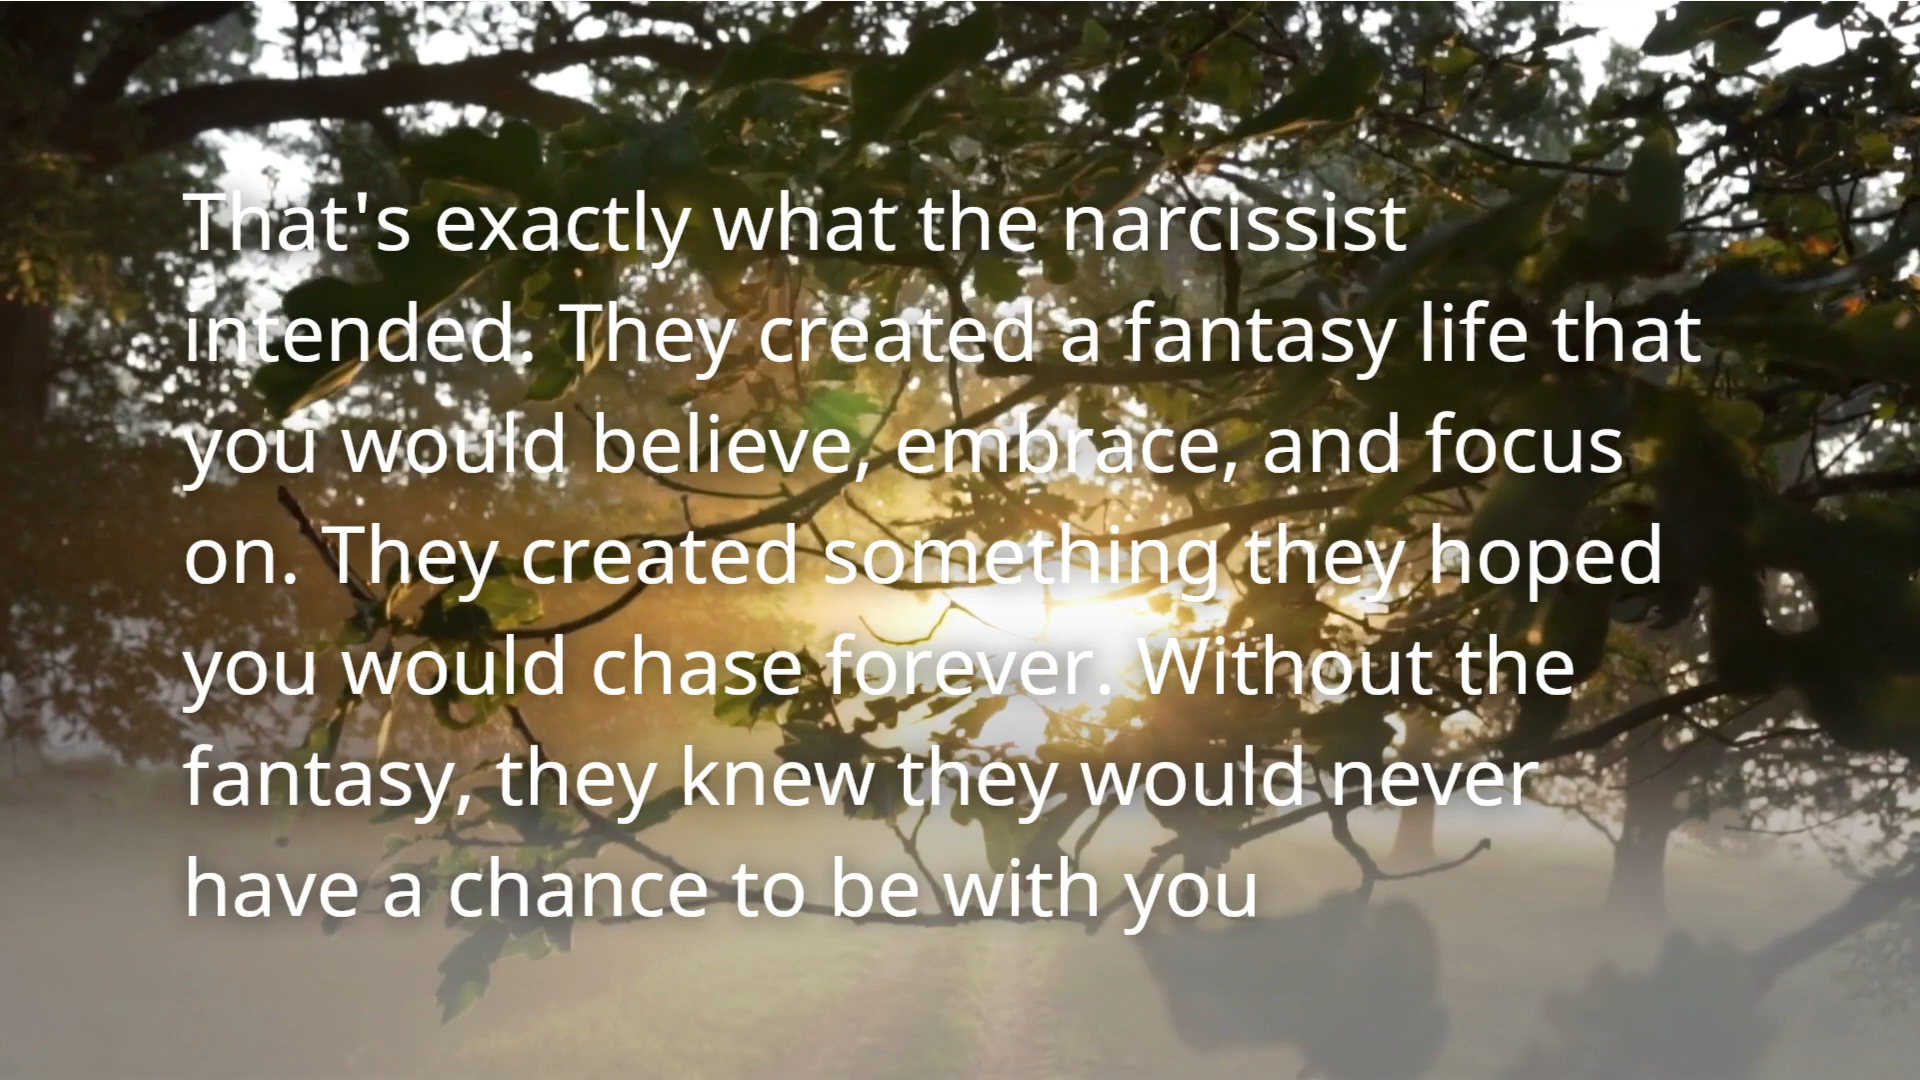 That's exactly what the narcissist
intended. They created a fantasy life that
you would believe, embrace, and focus
on. They created something they hoped
you would chase forever. Without the
fantasy, they knew they would never
have a chance to be with you